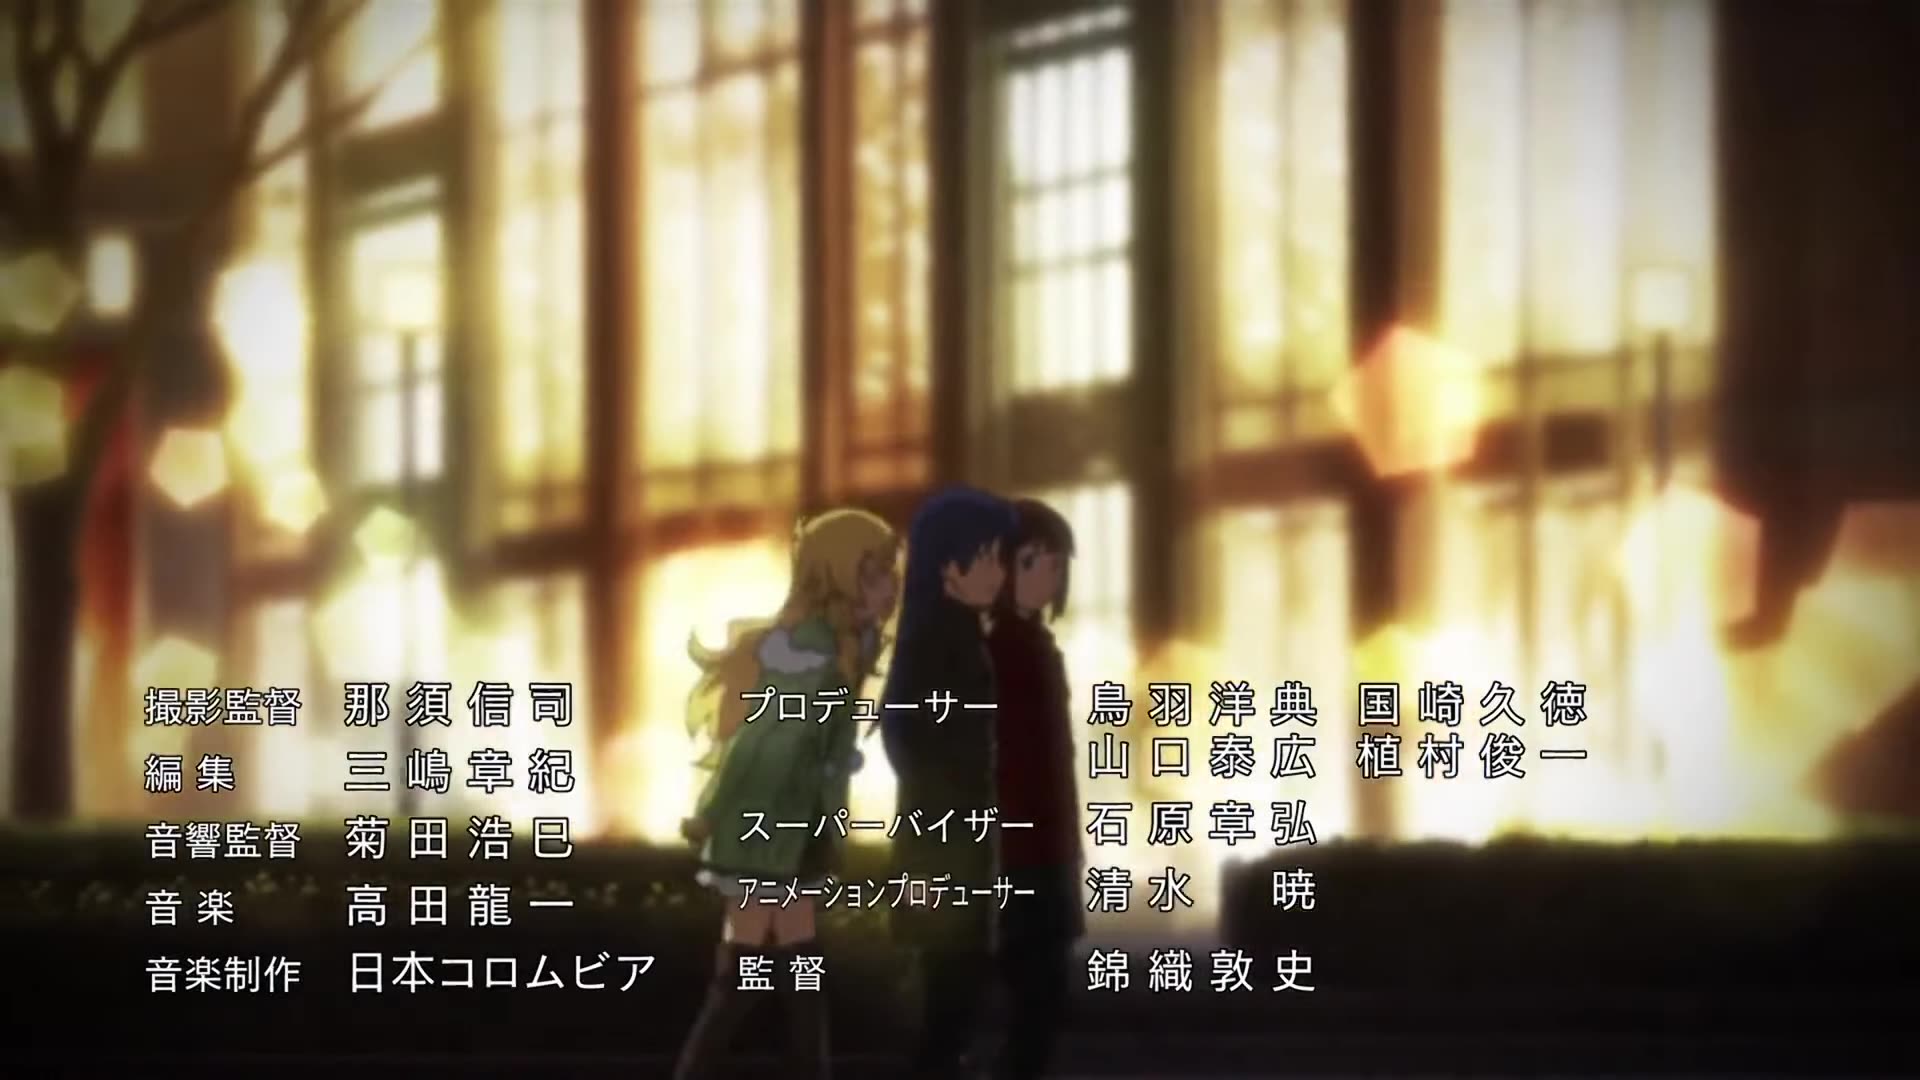 撮影監督 那須信司
編集 三嶋章紀
音響監督 菊田浩巳
音楽 高田龍一
音楽制作 日本コロムビア
プロデューサー 鳥羽洋典 国崎久徳
山口泰広 植村俊一
スーパーバイザー 石原章弘
アニメーションプロデューサー 清水 暁
監督 錦織敦史